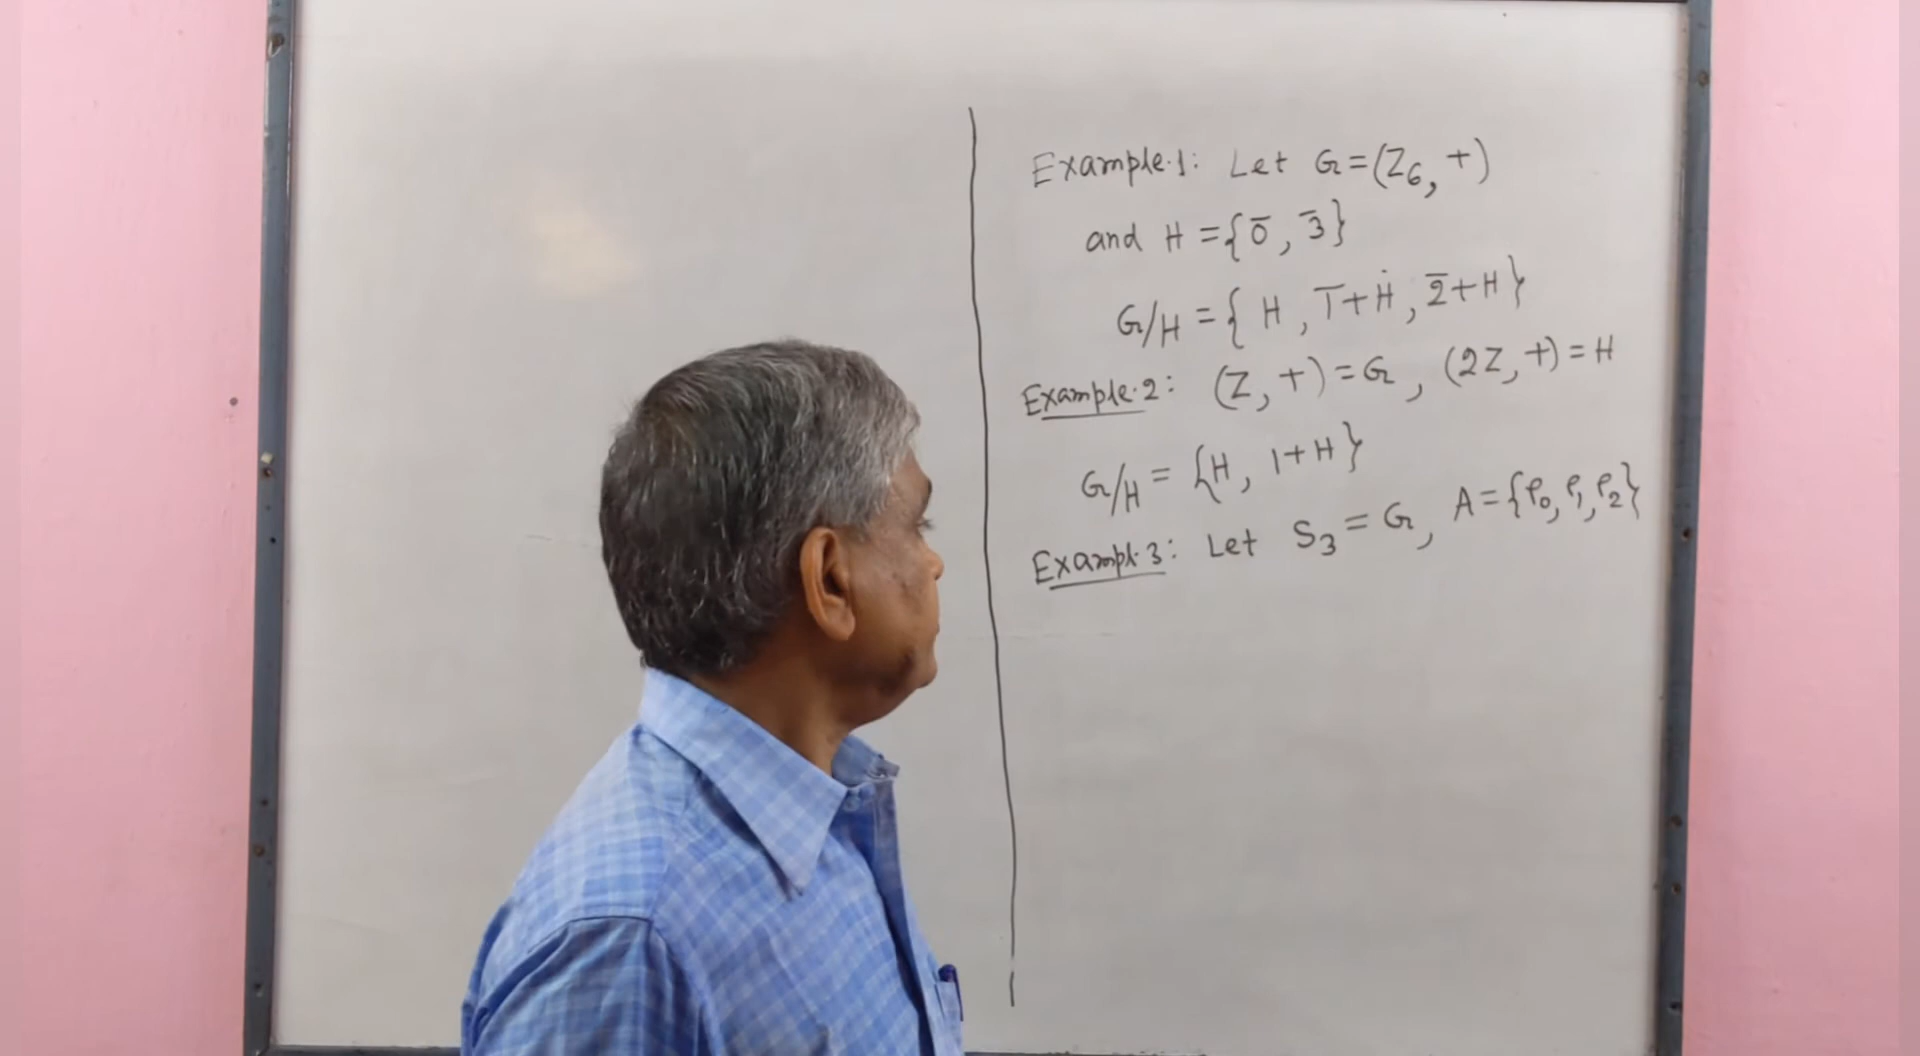 Example.1: Let G=(Z₆, +)
and H = {0̄, 3̄}
G/H = { H, 1̄+H, 2̄+H}
Example.2: (Z, +) = G, (2Z, +) = H
G/H = {H, 1+H}
Exampl.3: Let S₃ = G, A = {ρ₀, ρ₁, ρ₂}